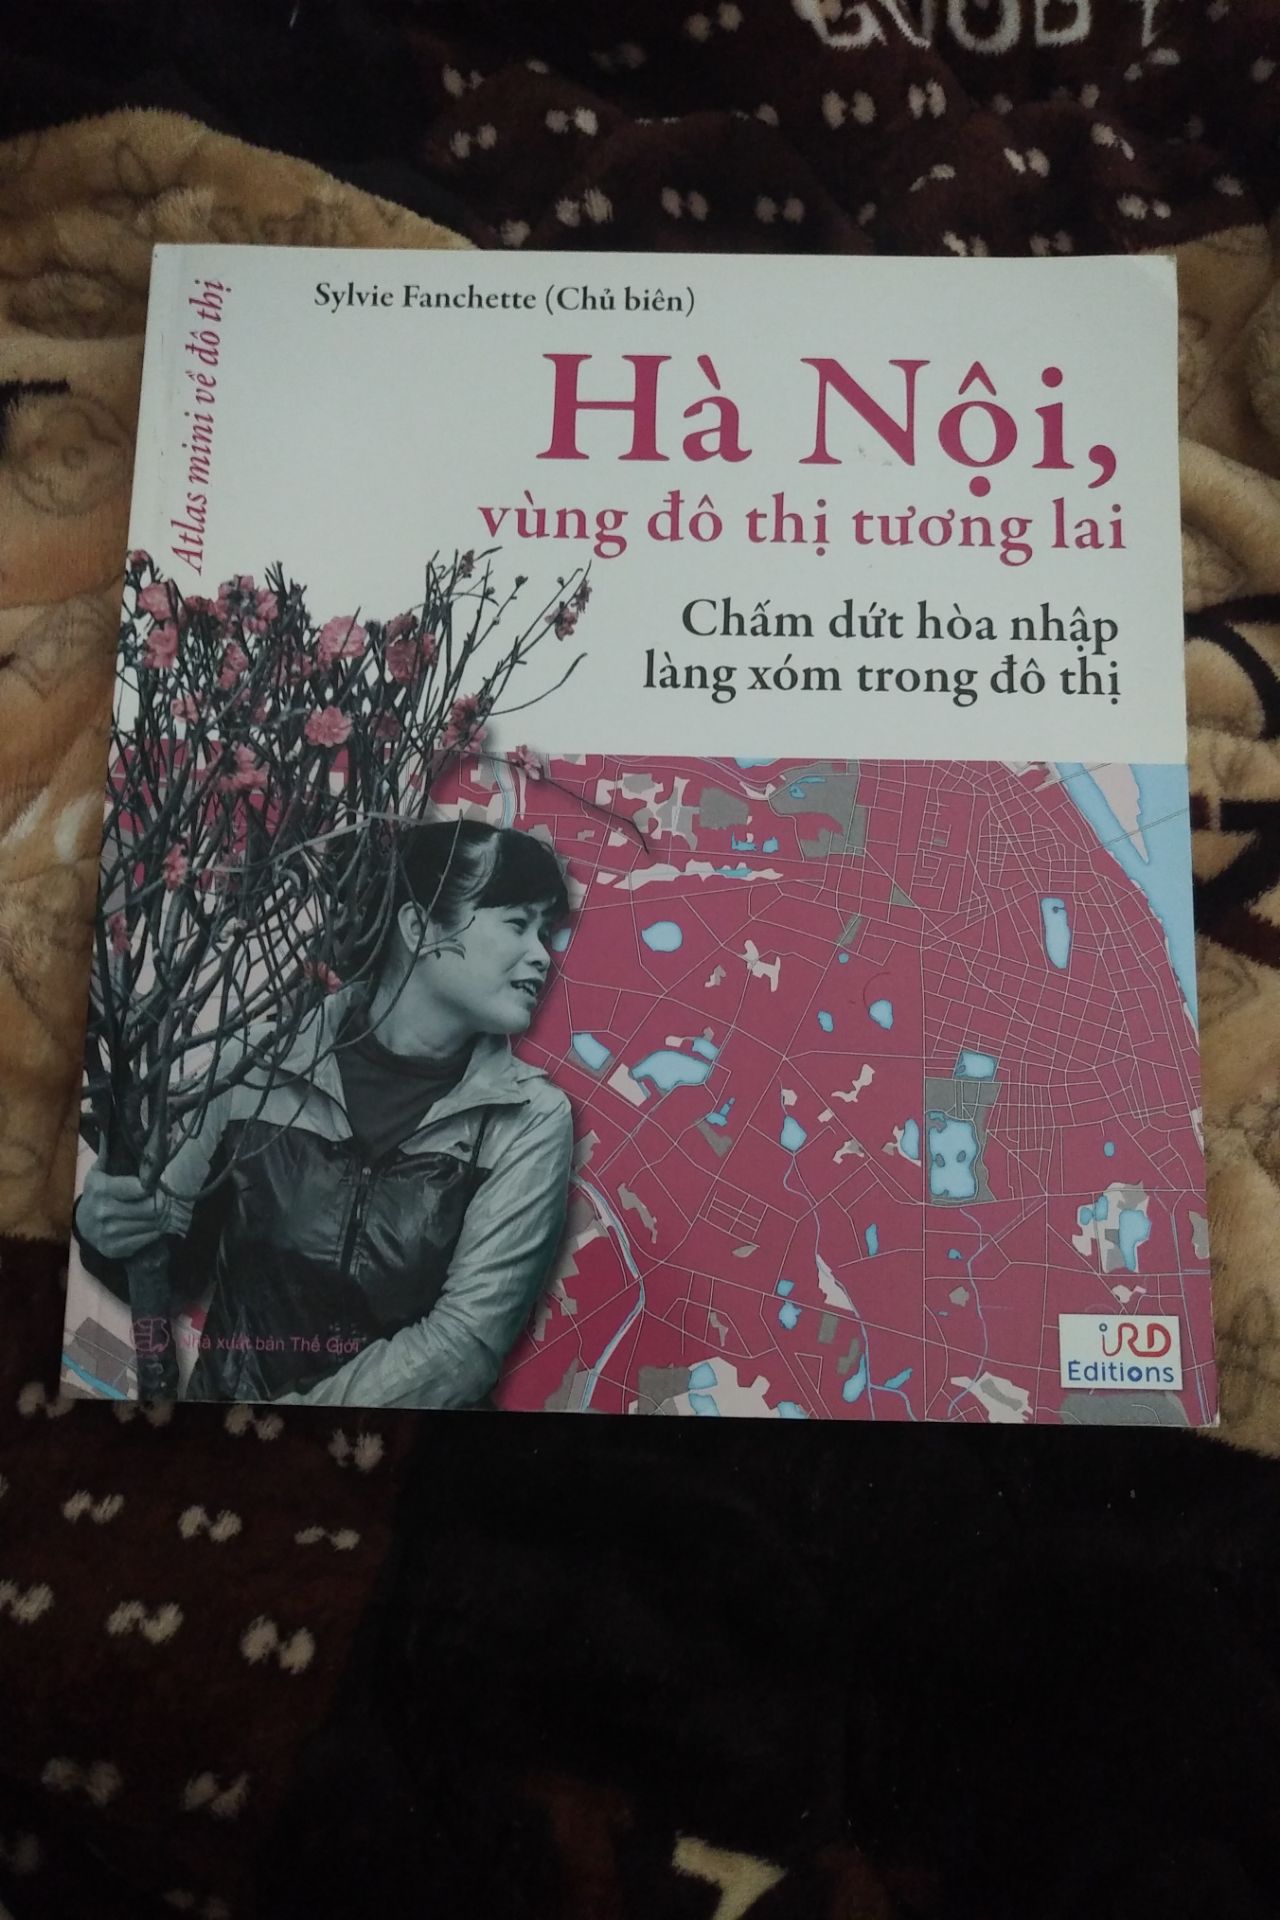 Sylvie Fanchette (Chủ biên)
Atlas mini về đô thị
Hà Nội,
vùng đô thị tương lai
Chấm dứt hòa nhập
làng xóm trong đô thị
Nhà xuất bản Thế Giới
IRD
Éditions